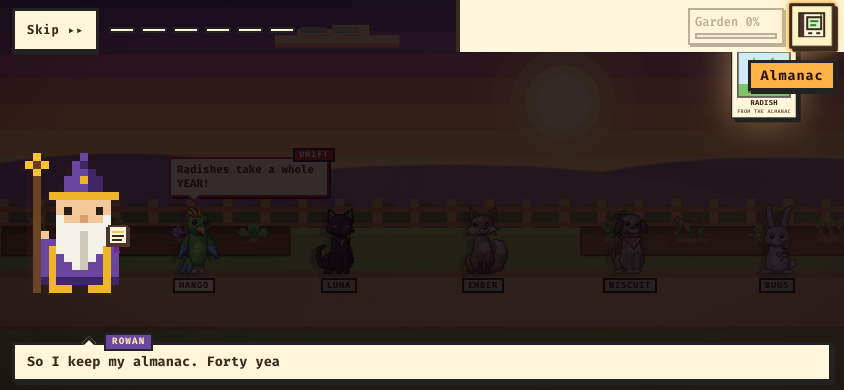 Skip ▸▸
Garden 0%
Almanac
RADISH
FROM THE ALMANAC
DRIFT
Radishes take a whole
YEAR!
MANGO
LUNA
EMBER
BISCUIT
BUGS
ROWAN
So I keep my almanac. Forty yea